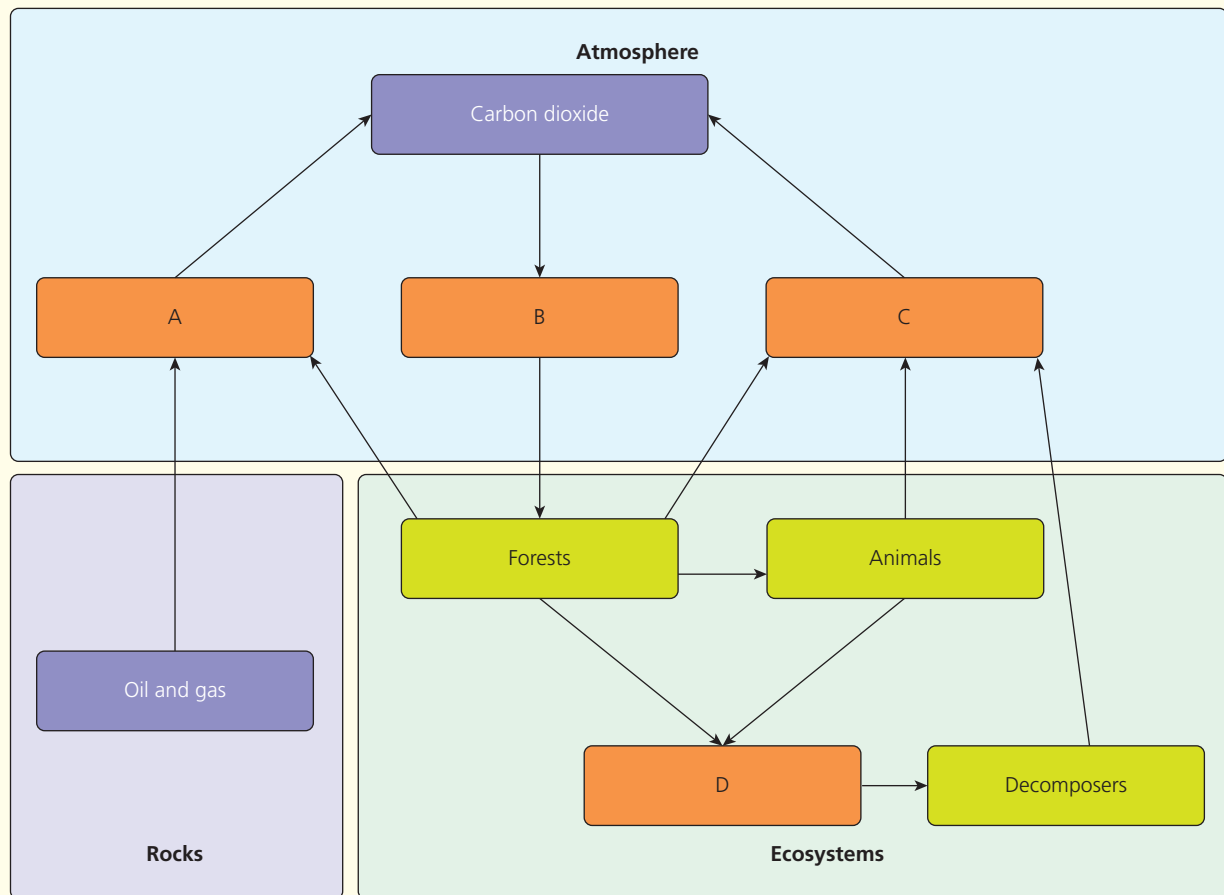 Atmosphere
Carbon dioxide
A
B
C
Forests
Animals
Oil and gas
D
Decomposers
Rocks
Ecosystems